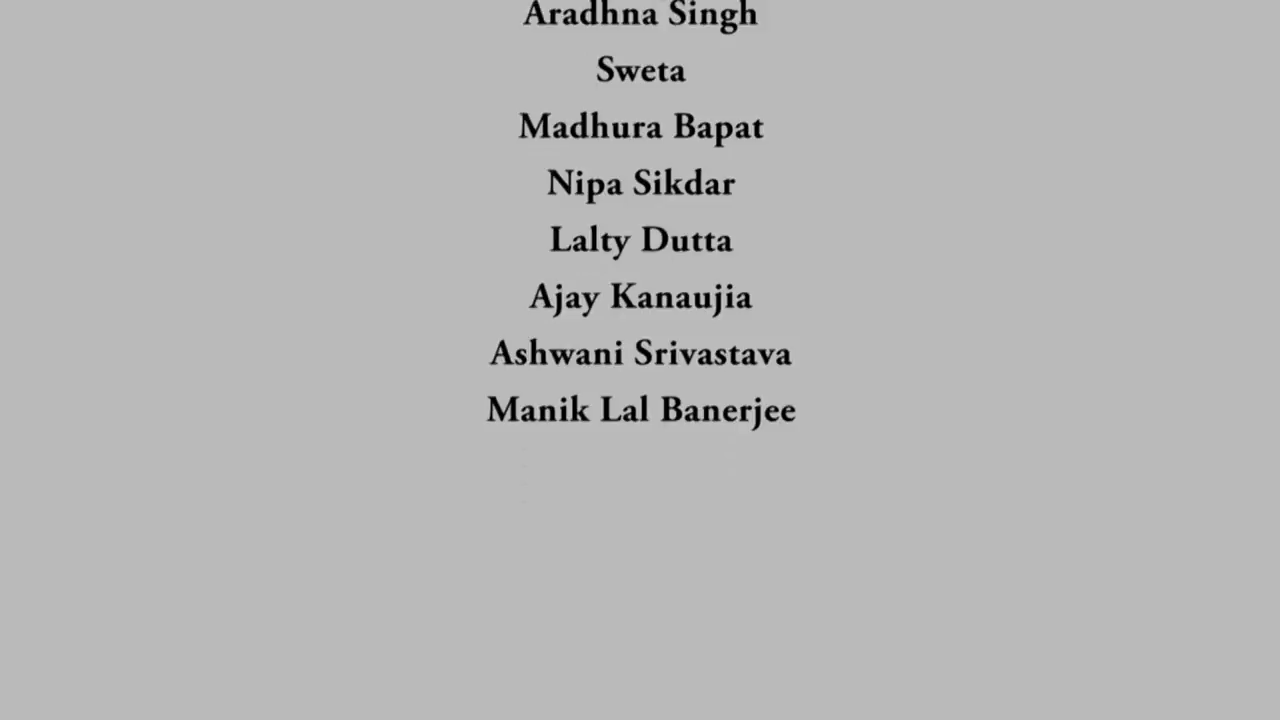 Aradhna Singh
Sweta
Madhura Bapat
Nipa Sikdar
Lalty Dutta
Ajay Kanaujia
Ashwani Srivastava
Manik Lal Banerjee